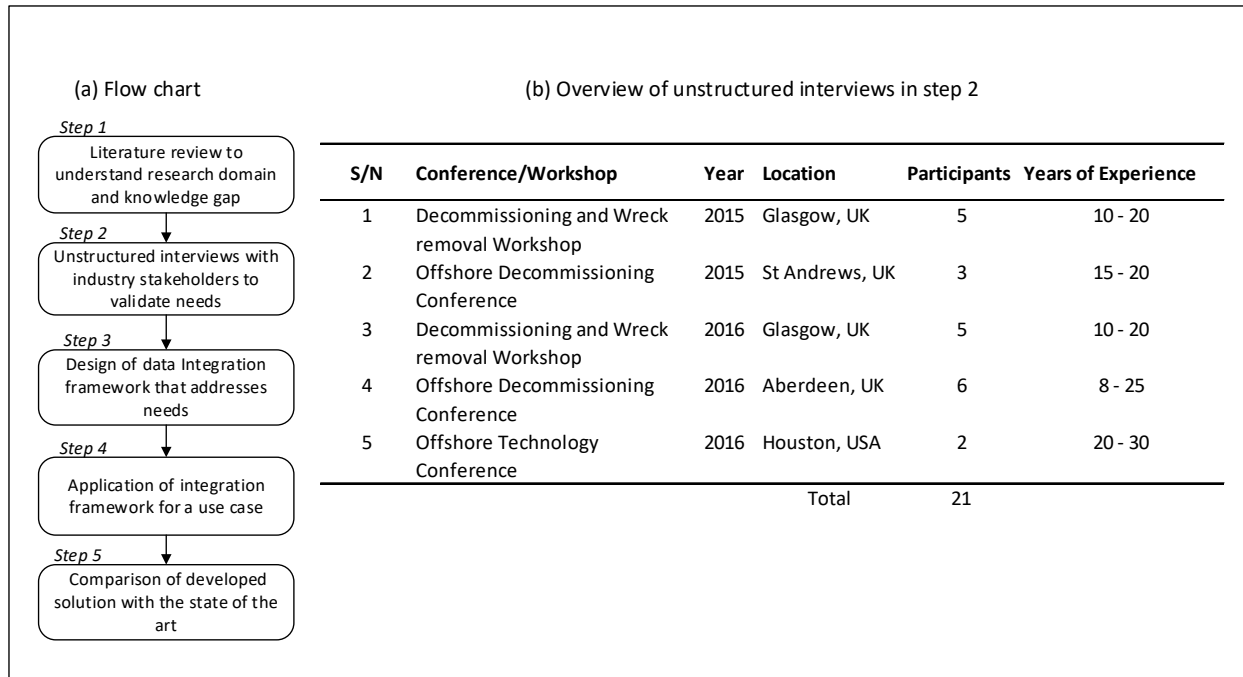 (a) Flow chart
Step 1
Literature review to
understand research domain
and knowledge gap
Step 2
Unstructured interviews with
industry stakeholders to
validate needs
Step 3
Design of data Integration
framework that addresses
needs
Step 4
Application of integration
framework for a use case
Step 5
Comparison of developed
solution with the state of the
art
(b) Overview of unstructured interviews in step 2
S/N Conference/Workshop Year Location Participants Years of Experience
1 Decommissioning and Wreck 2015 Glasgow, UK 5 10 - 20
removal Workshop
2 Offshore Decommissioning 2015 St Andrews, UK 3 15 - 20
Conference
3 Decommissioning and Wreck 2016 Glasgow, UK 5 10 - 20
removal Workshop
4 Offshore Decommissioning 2016 Aberdeen, UK 6 8 - 25
Conference
5 Offshore Technology 2016 Houston, USA 2 20 - 30
Conference
Total 21